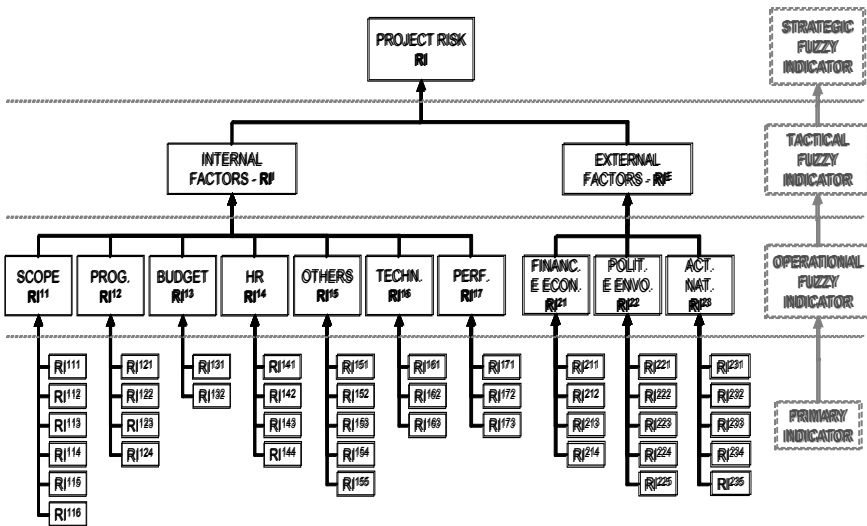 PROJECT RISK
RI
STRATEGIC
FUZZY
INDICATOR
INTERNAL
FACTORS - RIᴵ
EXTERNAL
FACTORS - RIᴱ
TACTICAL
FUZZY
INDICATOR
SCOPE
RI¹¹
PROG.
RI¹²
BUDGET
RI¹³
HR
RI¹⁴
OTHERS
RI¹⁵
TECHN.
RI¹⁶
PERF.
RI¹⁷
FINANC.
E ECON.
RI²¹
POLIT.
E ENVO.
RI²²
ACT.
NAT.
RI²³
OPERATIONAL
FUZZY
INDICATOR
RI¹¹¹
RI¹¹²
RI¹¹³
RI¹¹⁴
RI¹¹⁵
RI¹¹⁶
RI¹²¹
RI¹²²
RI¹²³
RI¹²⁴
RI¹³¹
RI¹³²
RI¹⁴¹
RI¹⁴²
RI¹⁴³
RI¹⁴⁴
RI¹⁵¹
RI¹⁵²
RI¹⁵³
RI¹⁵⁴
RI¹⁵⁵
RI¹⁶¹
RI¹⁶²
RI¹⁶³
RI¹⁷¹
RI¹⁷²
RI¹⁷³
RI²¹¹
RI²¹²
RI²¹³
RI²¹⁴
RI²²¹
RI²²²
RI²²³
RI²²⁴
RI²²⁵
RI²³¹
RI²³²
RI²³³
RI²³⁴
RI²³⁵
PRIMARY
INDICATOR